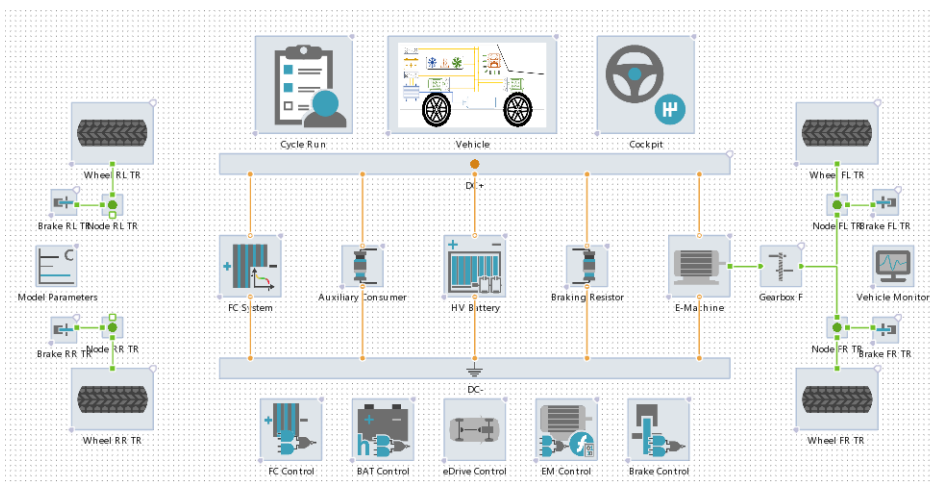 Cycle Run
Vehicle
Cockpit
Wheel RL TR
Wheel FL TR
DC+
Brake RL TR
Node RL TR
Node FL TR
Brake FL TR
C
Model Parameters
FC System
Auxiliary Consumer
HV Battery
Braking Resistor
E-Machine
Gearbox F
Vehicle Monitor
Brake RR TR
Node RR TR
Node FR TR
Brake FR TR
DC-
Wheel RR TR
Wheel FR TR
h
f
FC Control
BAT Control
eDrive Control
EM Control
Brake Control